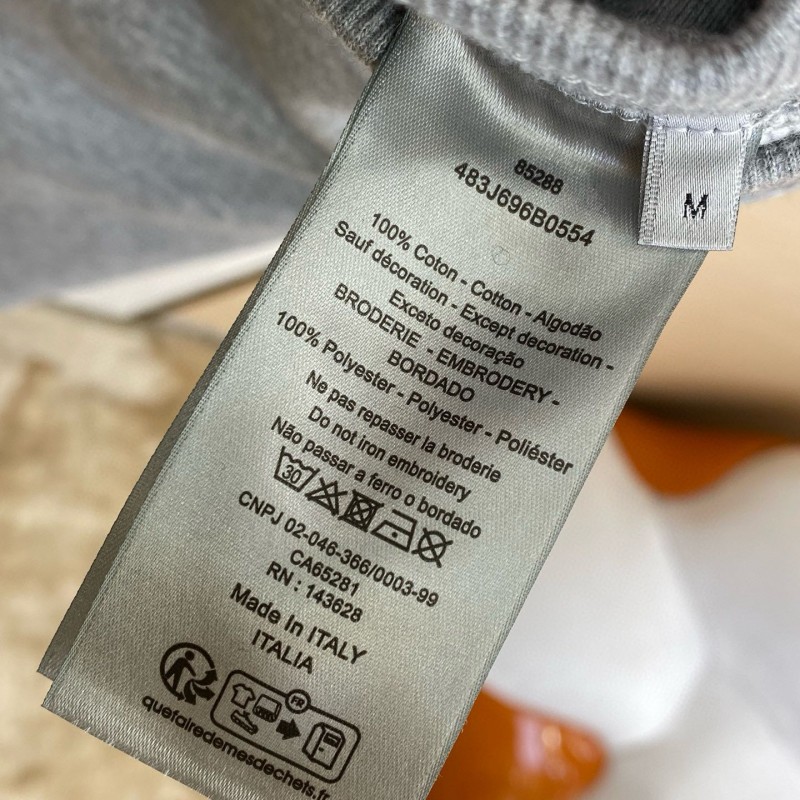 85288
483J696B0554
M
100% Coton - Cotton - Algodão
Sauf décoration - Except decoration -
Exceto decoração
BRODERIE - EMBRODERY -
BORDADO
100% Polyester - Polyester - Poliéster
Ne pas repasser la broderie
Do not iron embroidery
Não passar a ferro o bordado
30
CNPJ 02-046-366/0003-99
CA65281
RN : 143628
Made In ITALY
ITALIA
FR
quefairedemesdechets.fr